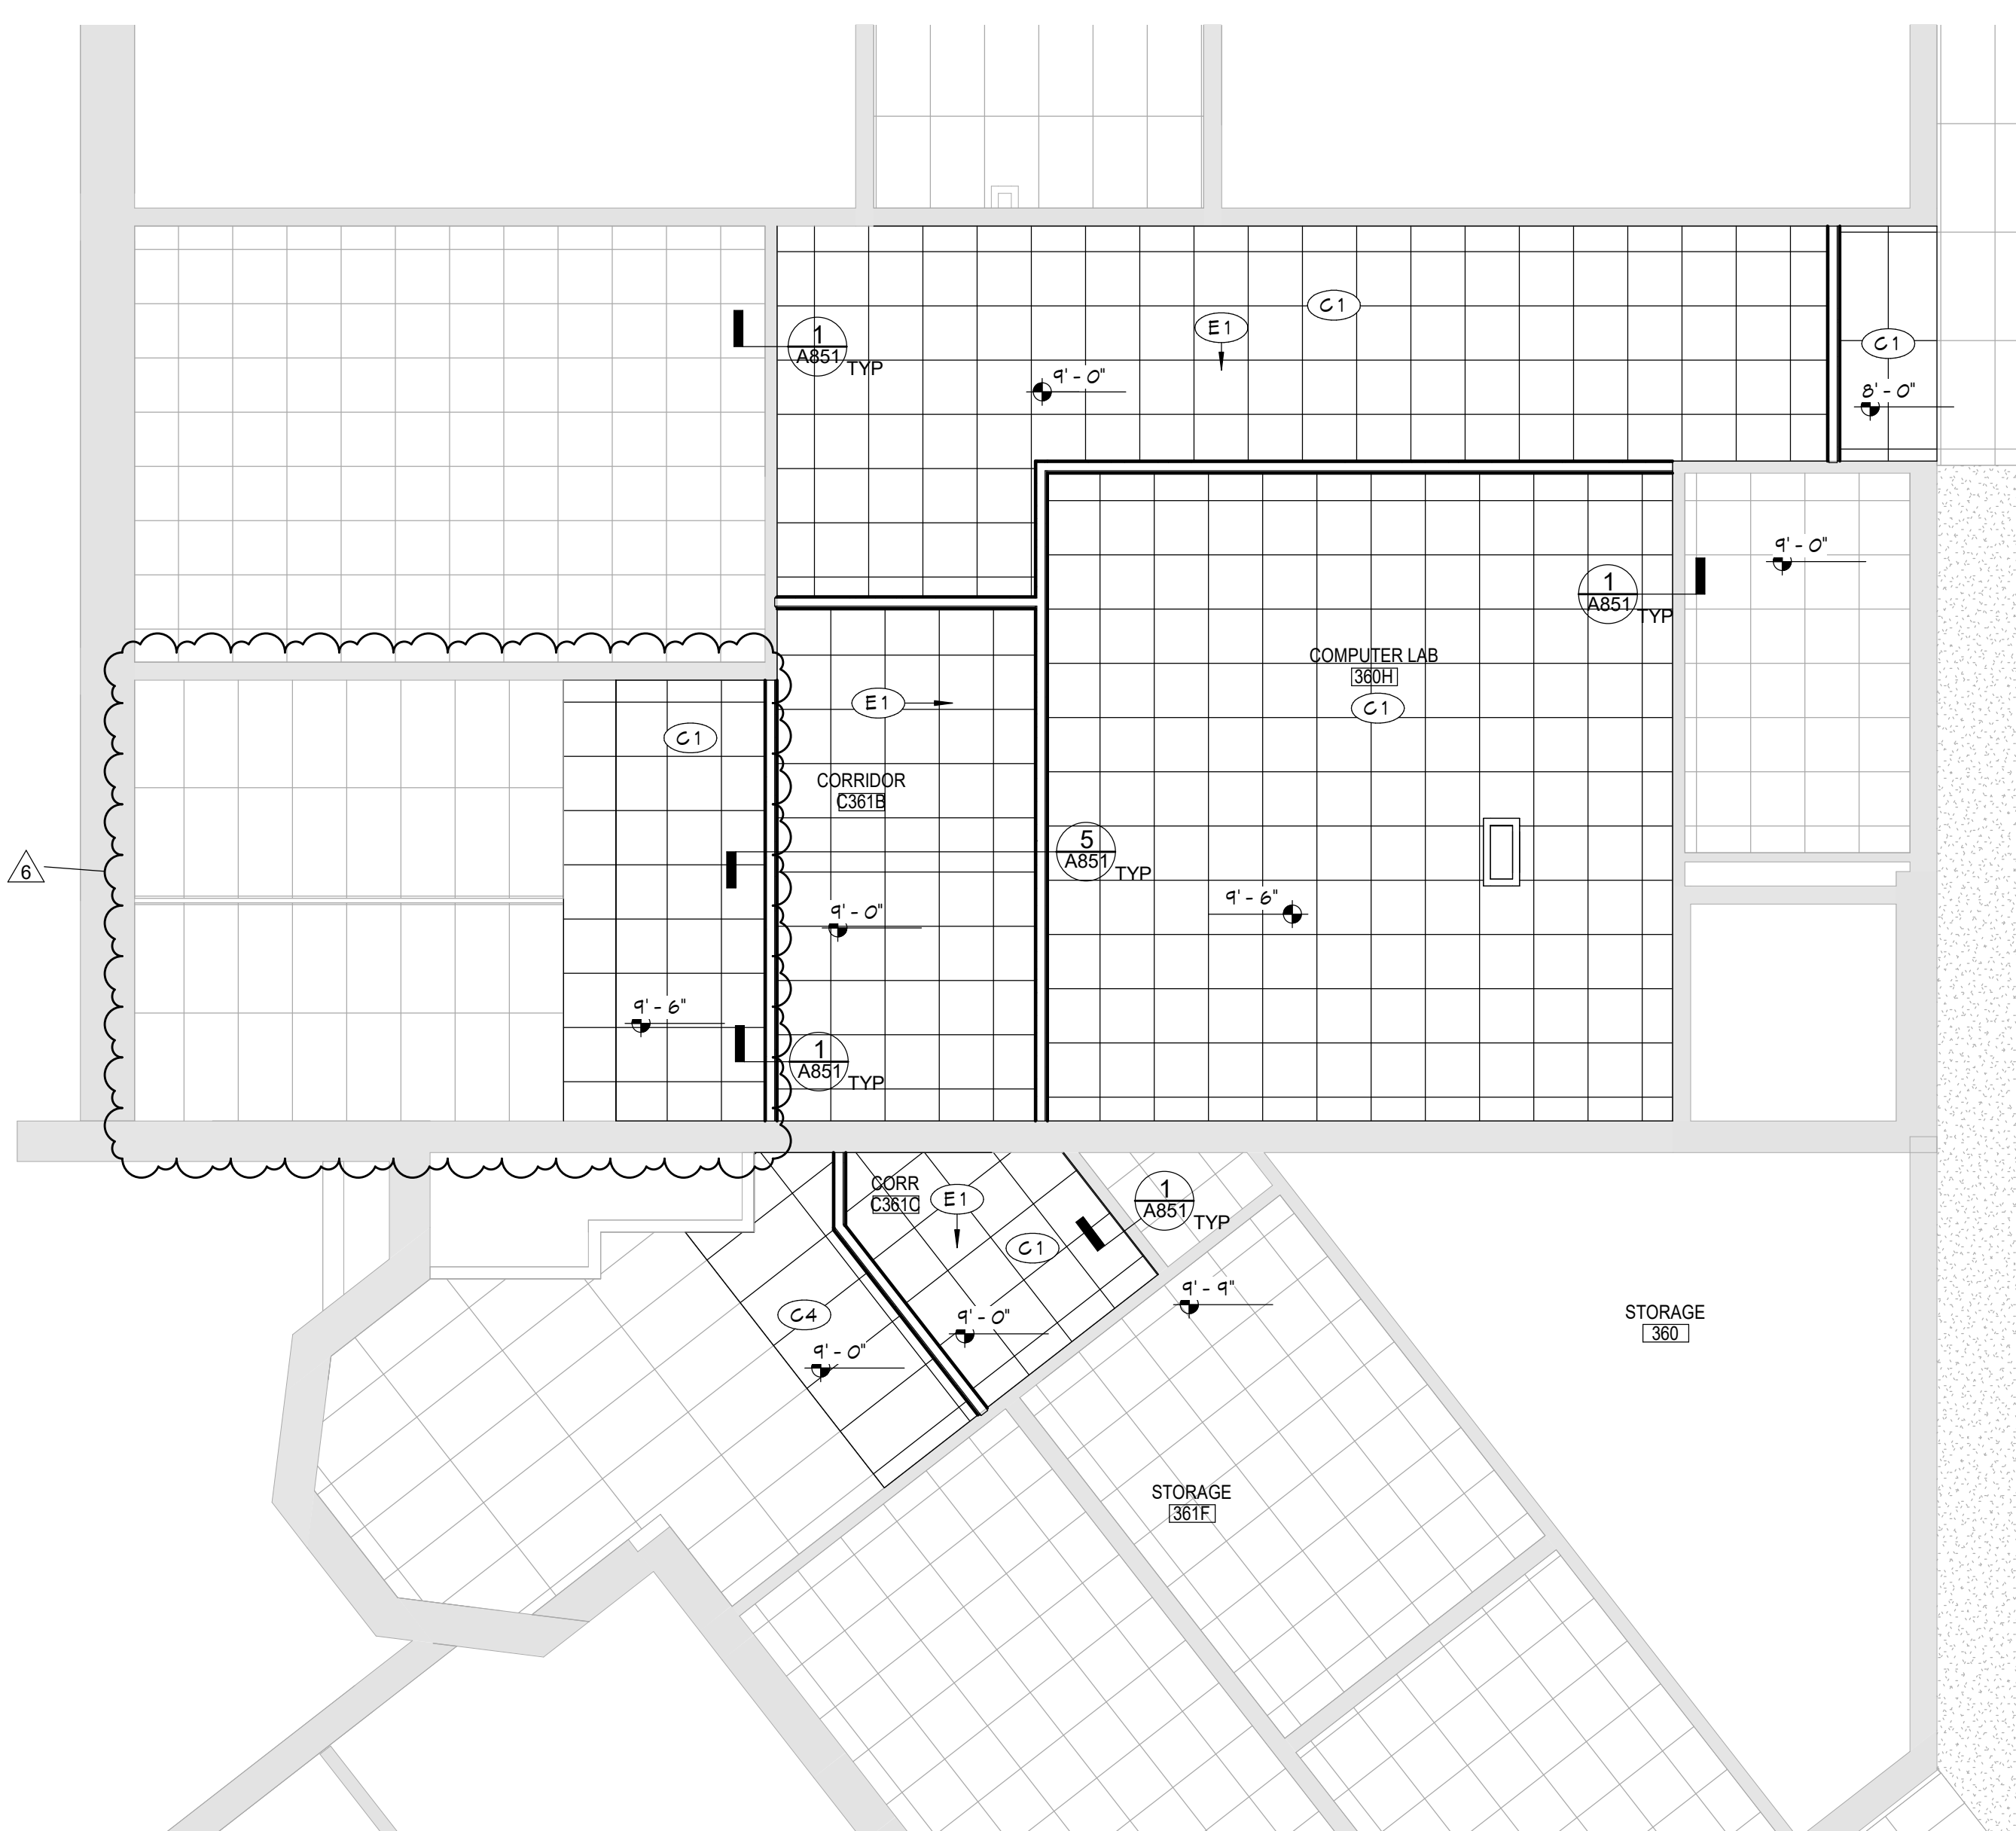 C1
E1
1
A851
TYP
C1
9' - 0"
8' - 0"
9' - 0"
1
A851
TYP
COMPUTER LAB
360H
C1
E1
C1
CORRIDOR
C361B
5
A851
TYP
6
9' - 6"
9' - 0"
9' - 6"
1
A851
TYP
CORR
C361C
E1
1
A851
TYP
C1
9' - 9"
C4
9' - 0"
9' - 0"
STORAGE
360
STORAGE
361F